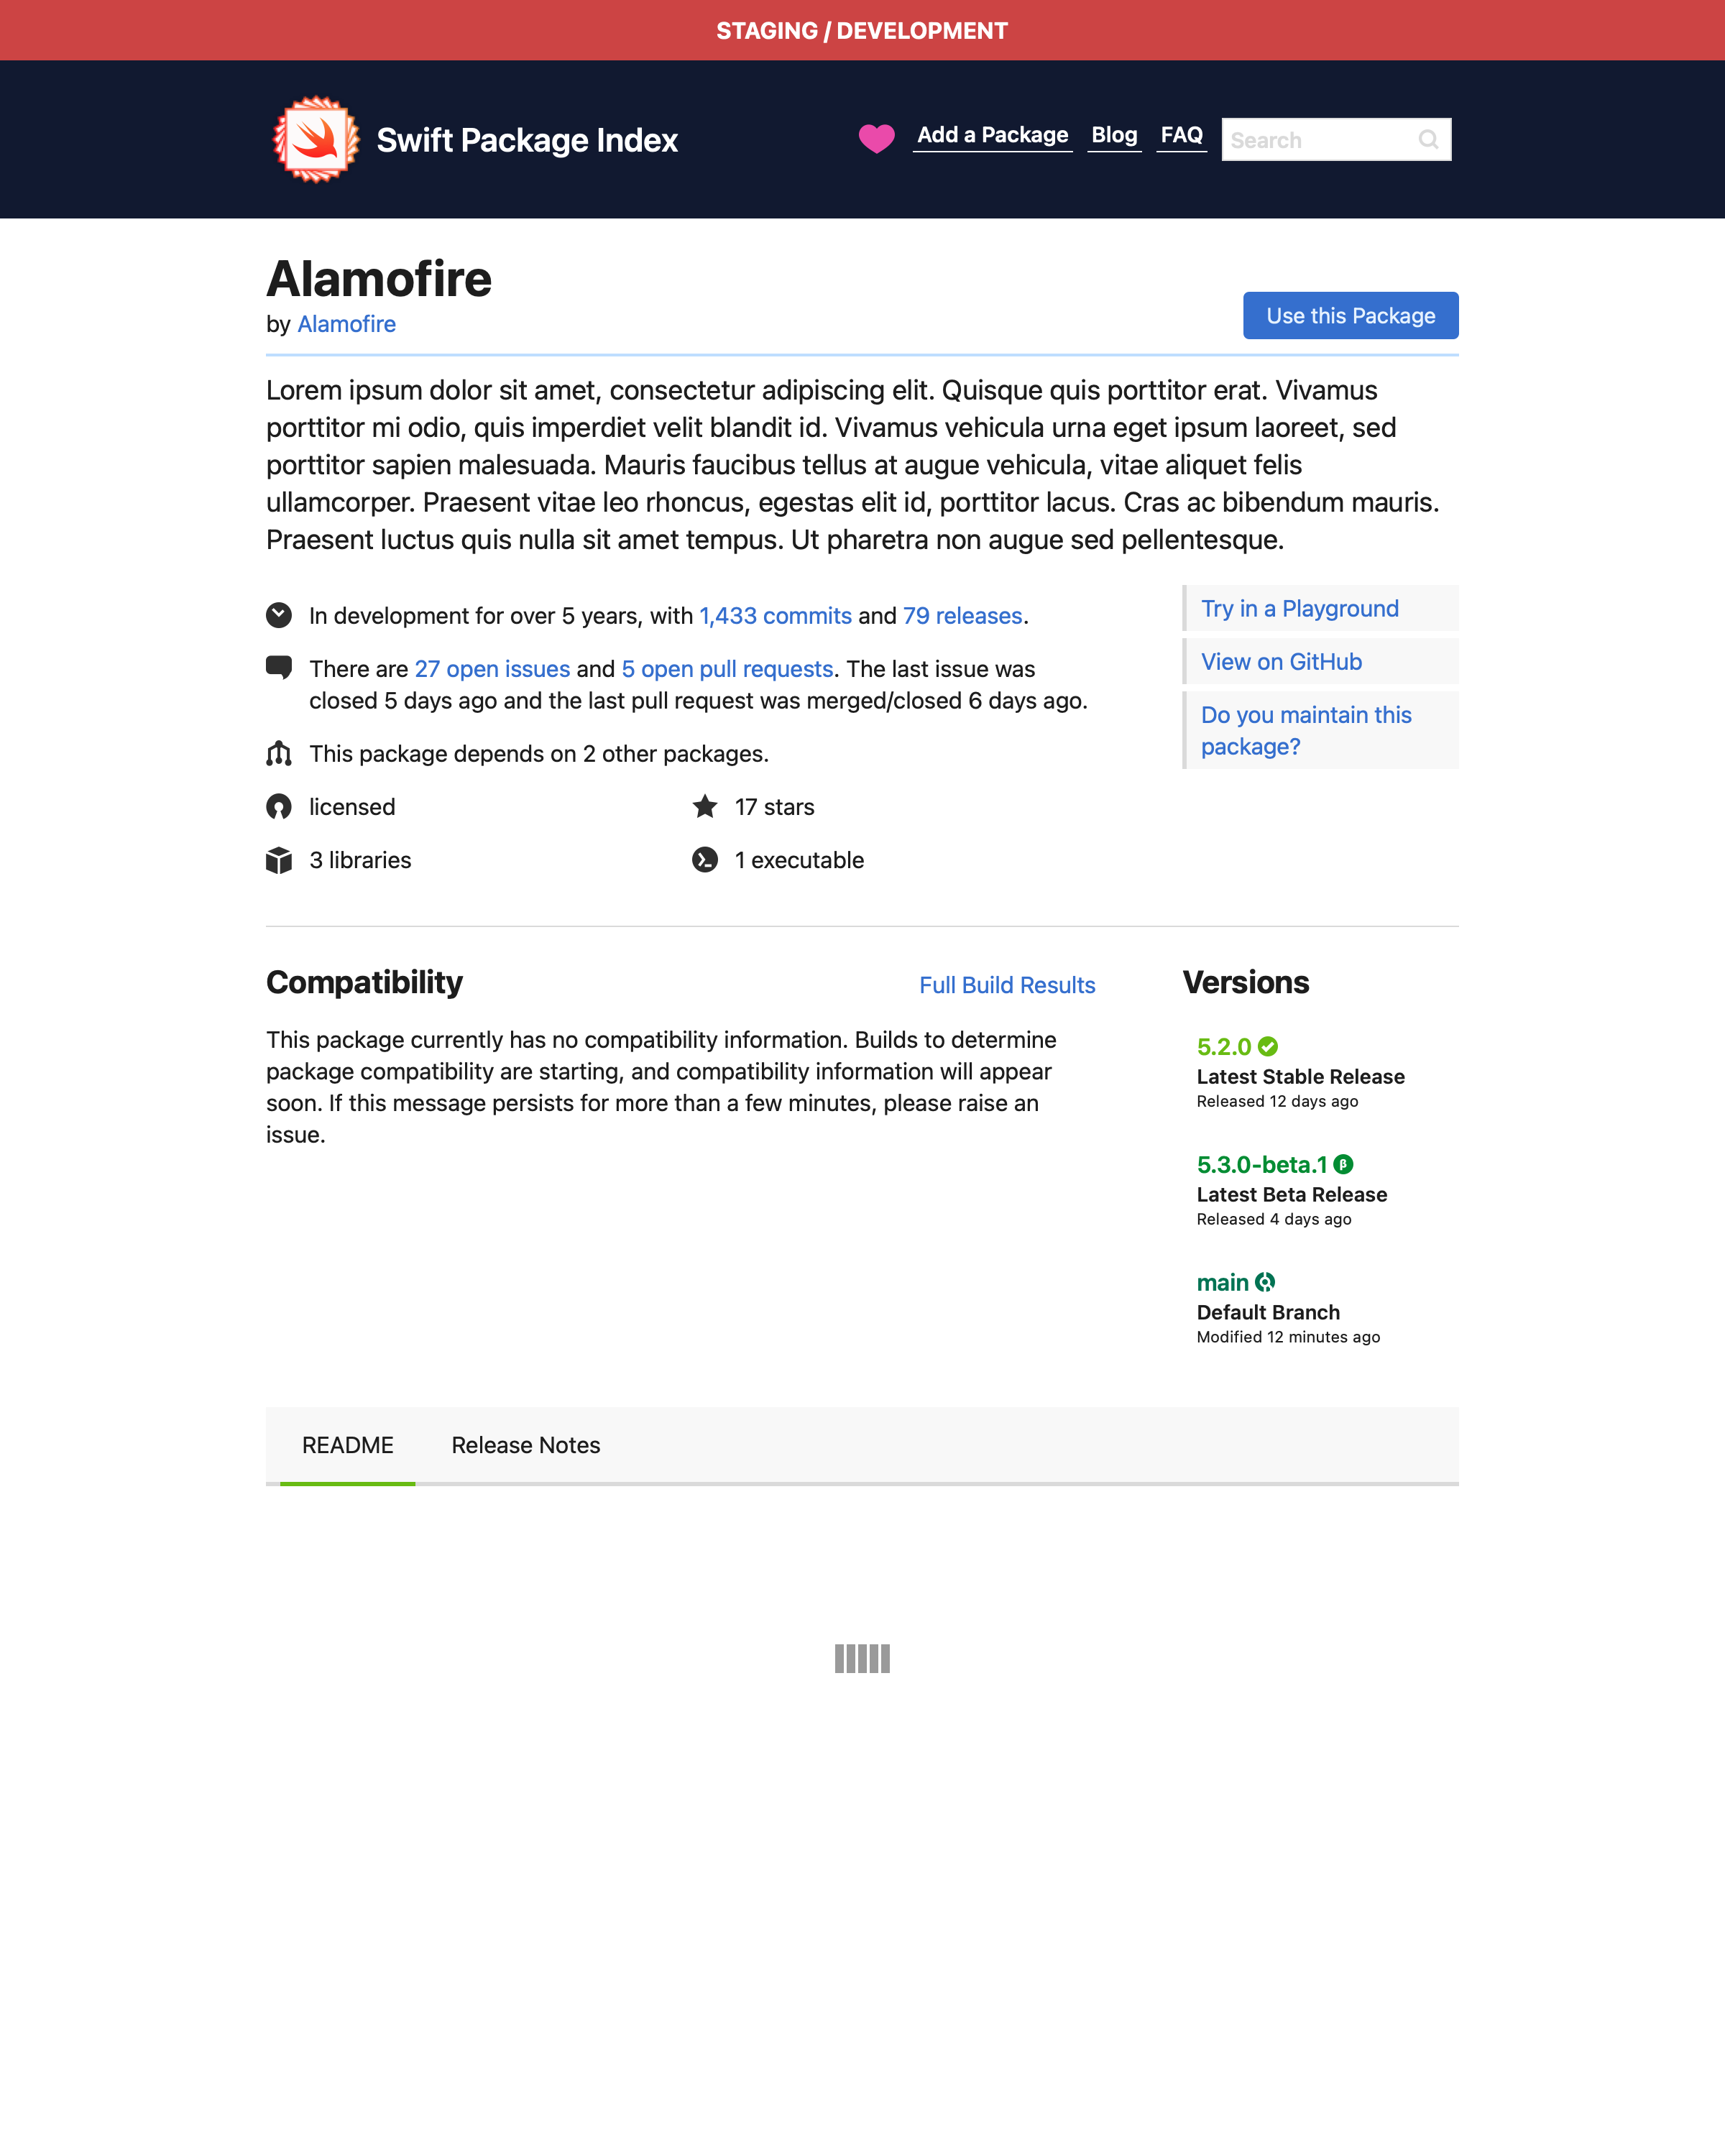 STAGING / DEVELOPMENT
Swift Package Index
Add a Package
Blog
FAQ
Search
Alamofire
by Alamofire
Use this Package
Lorem ipsum dolor sit amet, consectetur adipiscing elit. Quisque quis porttitor erat. Vivamus
porttitor mi odio, quis imperdiet velit blandit id. Vivamus vehicula urna eget ipsum laoreet, sed
porttitor sapien malesuada. Mauris faucibus tellus at augue vehicula, vitae aliquet felis
ullamcorper. Praesent vitae leo rhoncus, egestas elit id, porttitor lacus. Cras ac bibendum mauris.
Praesent luctus quis nulla sit amet tempus. Ut pharetra non augue sed pellentesque.
In development for over 5 years, with 1,433 commits and 79 releases.
There are 27 open issues and 5 open pull requests. The last issue was
closed 5 days ago and the last pull request was merged/closed 6 days ago.
This package depends on 2 other packages.
licensed
17 stars
3 libraries
1 executable
Try in a Playground
View on GitHub
Do you maintain this
package?
Compatibility
Full Build Results
This package currently has no compatibility information. Builds to determine
package compatibility are starting, and compatibility information will appear
soon. If this message persists for more than a few minutes, please raise an
issue.
Versions
5.2.0
Latest Stable Release
Released 12 days ago
5.3.0-beta.1 β
Latest Beta Release
Released 4 days ago
main
Default Branch
Modified 12 minutes ago
README
Release Notes